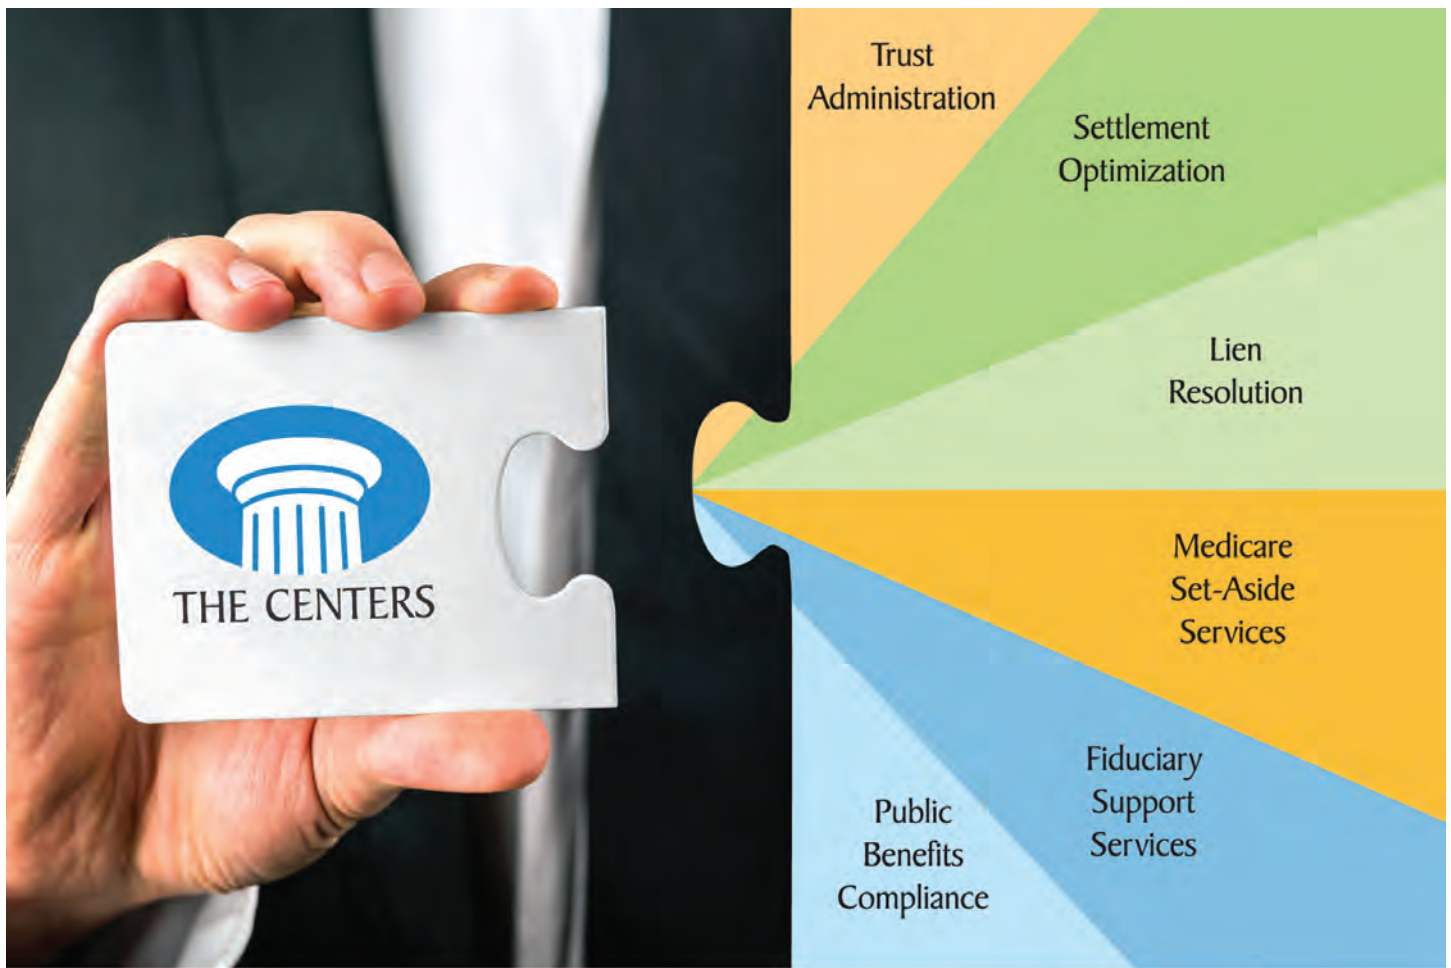 THE CENTERS
Trust
Administration
Settlement
Optimization
Lien
Resolution
Medicare
Set-Aside
Services
Fiduciary
Support
Services
Public
Benefits
Compliance